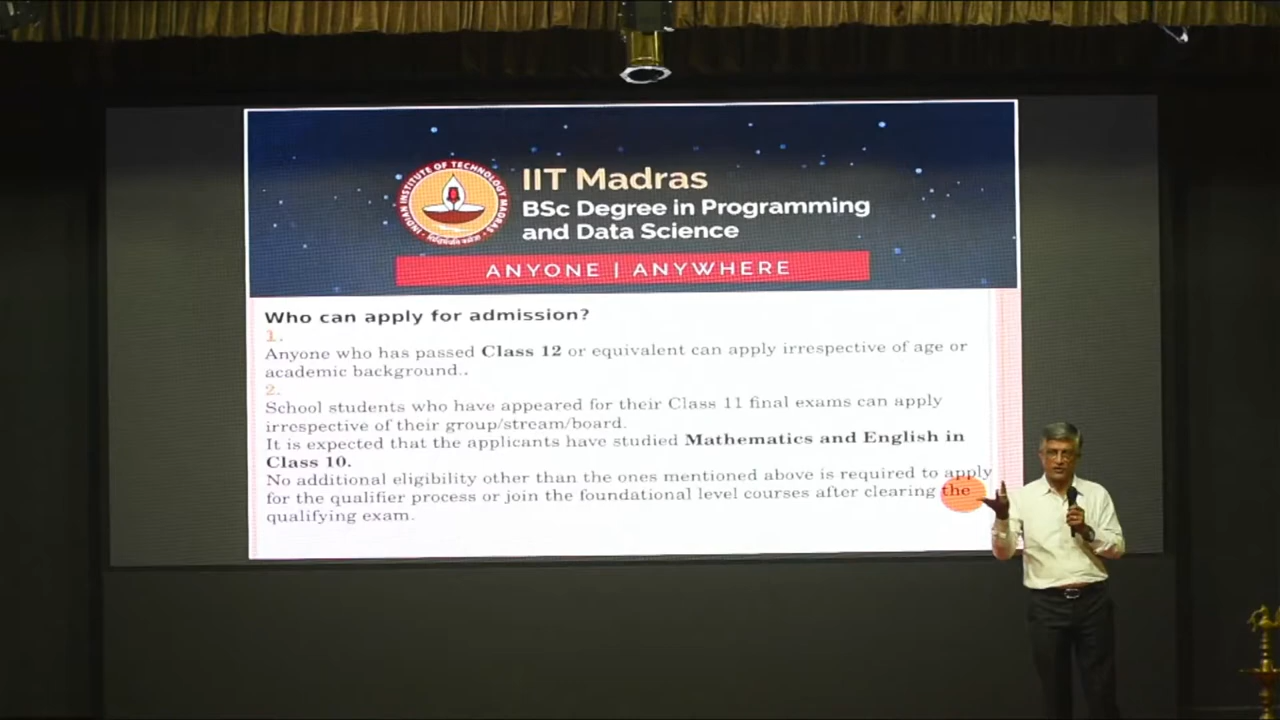 INDIAN INSTITUTE OF TECHNOLOGY MADRAS
IIT Madras
BSc Degree in Programming
and Data Science
ANYONE | ANYWHERE
Who can apply for admission?
1.
Anyone who has passed Class 12 or equivalent can apply irrespective of age or
academic background..
2.
School students who have appeared for their Class 11 final exams can apply
irrespective of their group/stream/board.
It is expected that the applicants have studied Mathematics and English in
Class 10.
No additional eligibility other than the ones mentioned above is required to apply
for the qualifier process or join the foundational level courses after clearing the
qualifying exam.